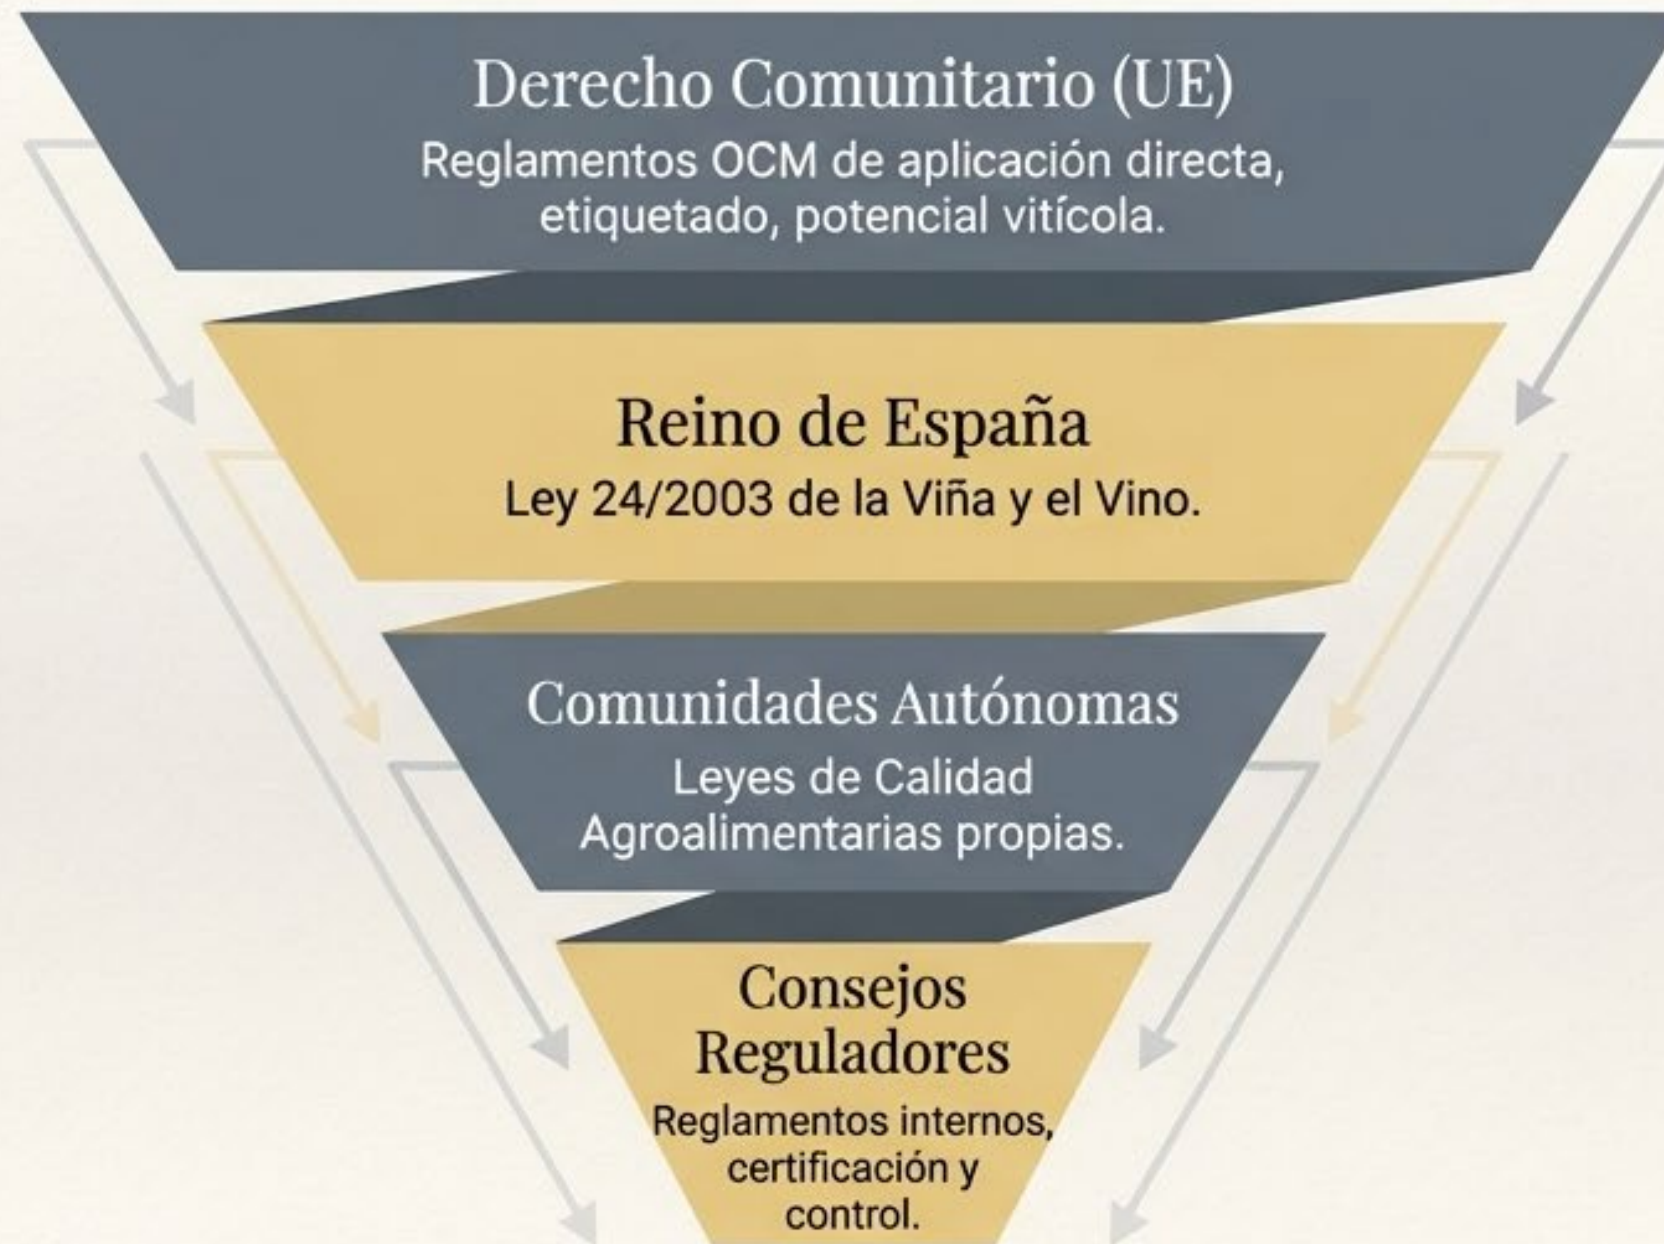 Derecho Comunitario (UE)
Reglamentos OCM de aplicación directa,
etiquetado, potencial vitícola.
Reino de España
Ley 24/2003 de la Viña y el Vino.
Comunidades Autónomas
Leyes de Calidad
Agroalimentarias propias.
Consejos
Reguladores
Reglamentos internos,
certificación y
control.